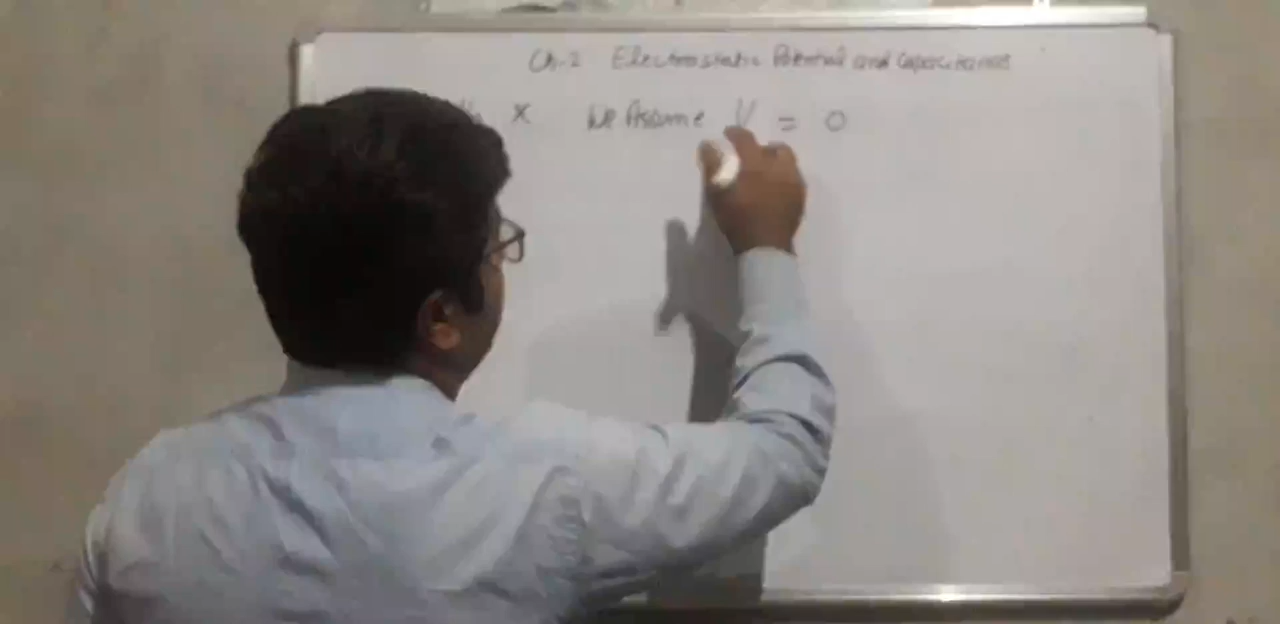 Ch-2 Electrostatic Potential and Capacitance
x We Assume V = 0